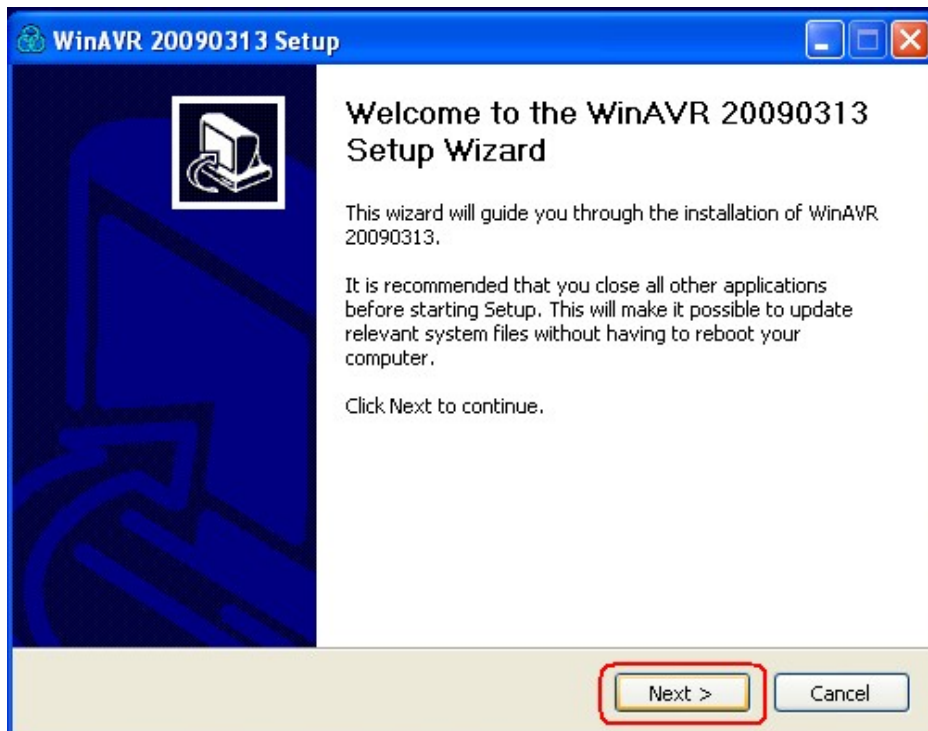 WinAVR 20090313 Setup
Welcome to the WinAVR 20090313
Setup Wizard
This wizard will guide you through the installation of WinAVR
20090313.
It is recommended that you close all other applications
before starting Setup. This will make it possible to update
relevant system files without having to reboot your
computer.
Click Next to continue.
Next >
Cancel